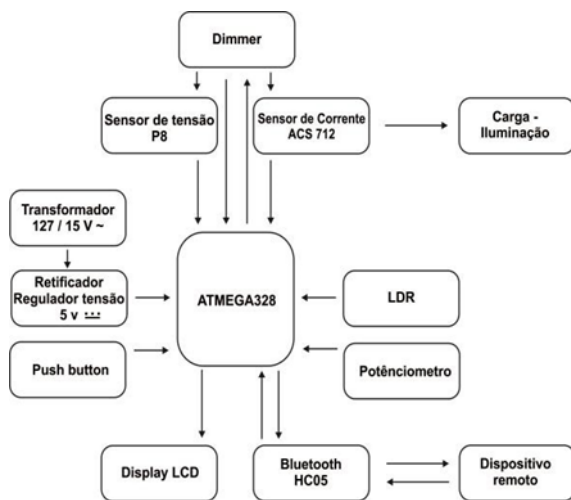 Dimmer
Sensor de tensão
P8
Sensor de Corrente
ACS 712
Carga -
Iluminação
Transformador
127 / 15 V ~
Retificador
Regulador tensão
5 v ⎓
ATMEGA328
LDR
Push button
Potênciometro
Display LCD
Bluetooth
HC05
Dispositivo
remoto